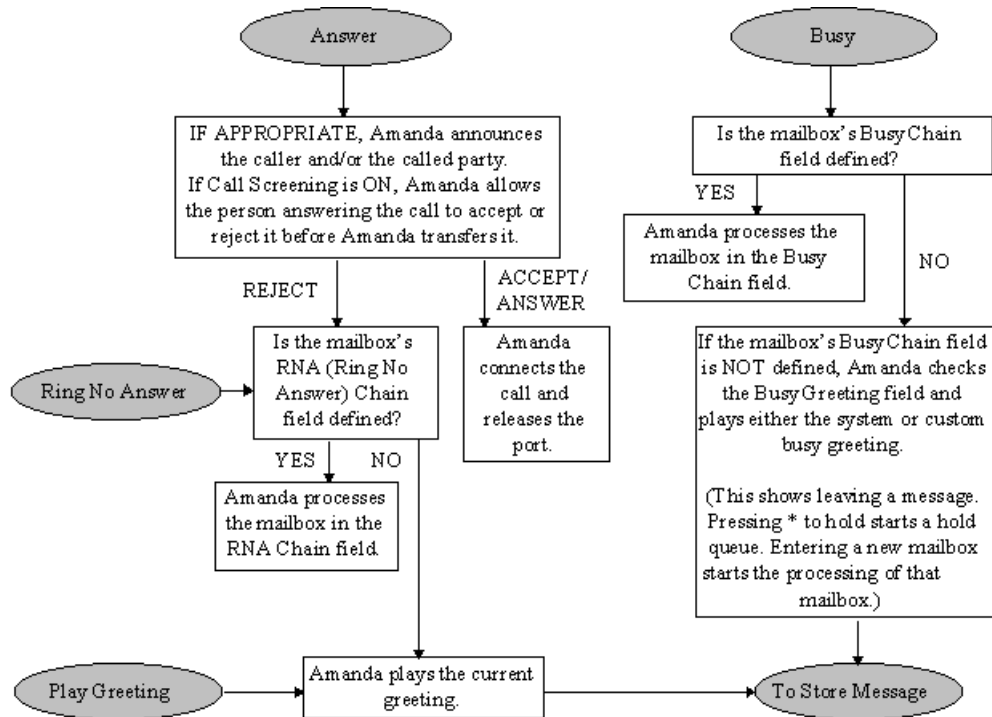 Answer
Busy
IF APPROPRIATE, Amanda announces
the caller and/or the called party.
If Call Screening is ON, Amanda allows
the person answering the call to accept or
reject it before Amanda transfers it.
Is the mailbox's Busy Chain
field defined?
YES
NO
Amanda processes the
mailbox in the Busy
Chain field.
REJECT
ACCEPT/
ANSWER
Ring No Answer
Is the mailbox's
RNA (Ring No
Answer) Chain
field defined?
Amanda
connects the
call and
releases the
port.
If the mailbox's Busy Chain field
is NOT defined, Amanda checks
the Busy Greeting field and
plays either the system or custom
busy greeting.
(This shows leaving a message.
Pressing * to hold starts a hold
queue. Entering a new mailbox
starts the processing of that
mailbox.)
YES
NO
Amanda processes
the mailbox in the
RNA Chain field.
Play Greeting
Amanda plays the current
greeting.
To Store Message